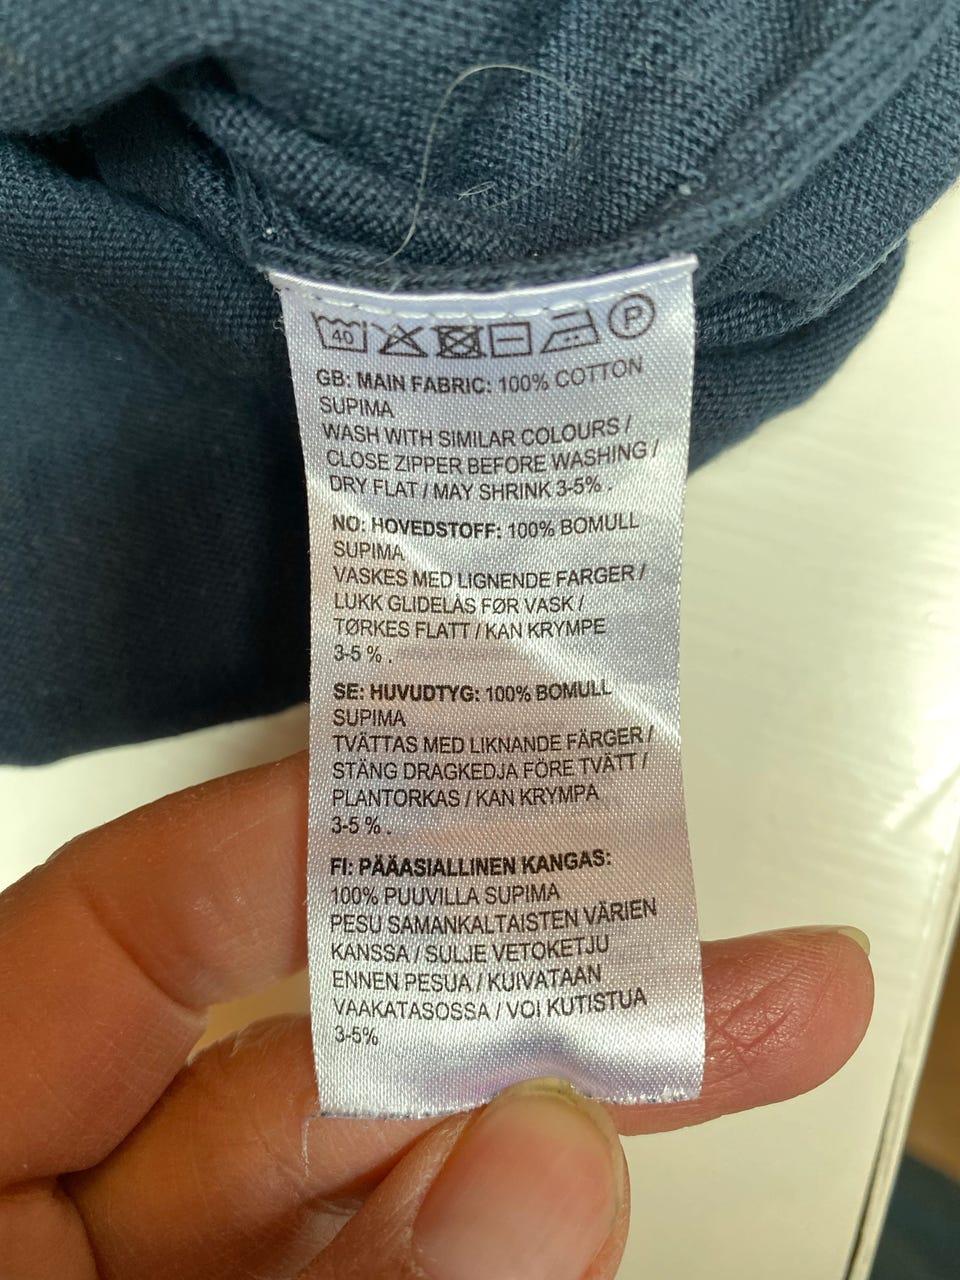 40 P
GB: MAIN FABRIC: 100% COTTON
SUPIMA
WASH WITH SIMILAR COLOURS /
CLOSE ZIPPER BEFORE WASHING /
DRY FLAT / MAY SHRINK 3-5% .
NO: HOVEDSTOFF: 100% BOMULL
SUPIMA
VASKES MED LIGNENDE FARGER /
LUKK GLIDELÅS FØR VASK /
TØRKES FLATT / KAN KRYMPE
3-5 % .
SE: HUVUDTYG: 100% BOMULL
SUPIMA
TVÄTTAS MED LIKNANDE FÄRGER /
STÄNG DRAGKEDJA FÖRE TVÄTT /
PLANTORKAS / KAN KRYMPA
3-5 % .
FI: PÄÄASIALLINEN KANGAS:
100% PUUVILLA SUPIMA
PESU SAMANKALTAISTEN VÄRIEN
KANSSA / SULJE VETOKETJU
ENNEN PESUA / KUIVATAAN
VAAKATASOSSA / VOI KUTISTUA
3-5%